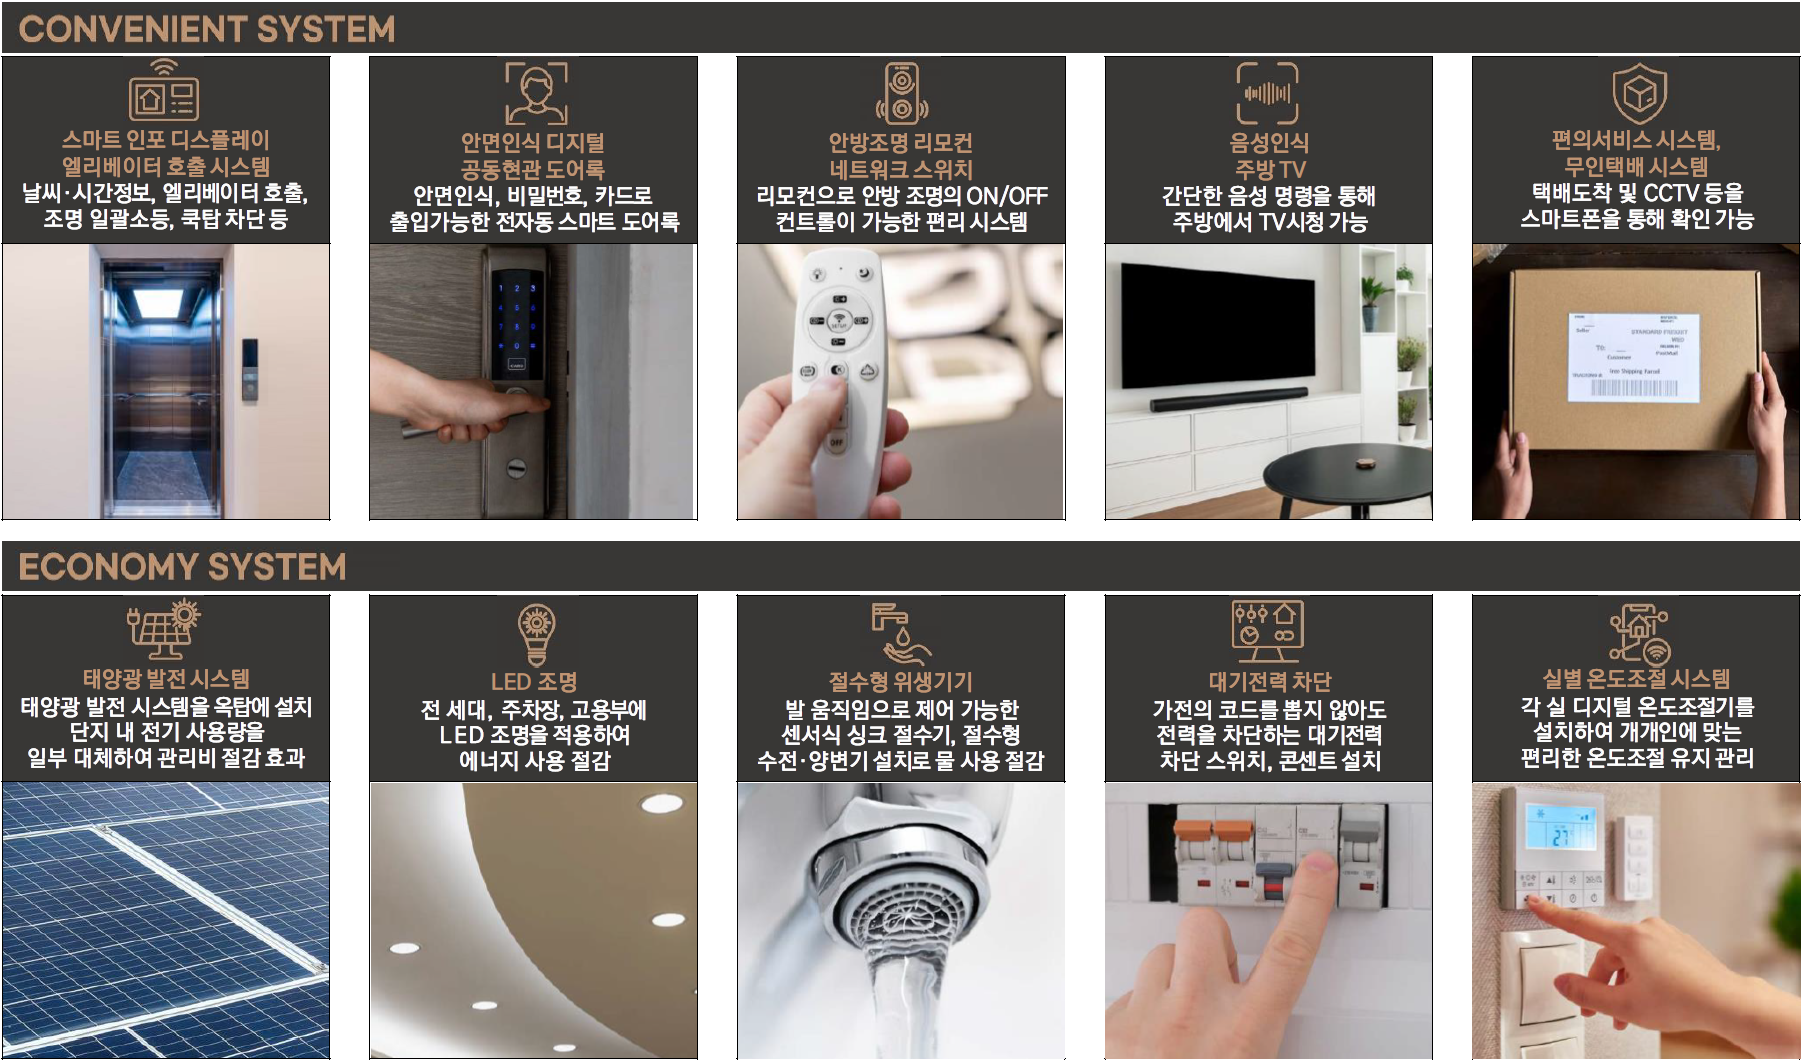 CONVENIENT SYSTEM
스마트 인포 디스플레이
엘리베이터 호출 시스템
날씨·시간정보, 엘리베이터 호출,
조명 일괄소등, 쿡탑 차단 등
안면인식 디지털
공동현관 도어록
안면인식, 비밀번호, 카드로
출입가능한 전자동 스마트 도어록
안방조명 리모컨
네트워크 스위치
리모컨으로 안방 조명의 ON/OFF
컨트롤이 가능한 편리 시스템
음성인식
주방 TV
간단한 음성 명령을 통해
주방에서 TV시청 가능
편의서비스 시스템,
무인택배 시스템
택배도착 및 CCTV 등을
스마트폰을 통해 확인 가능
1 2 3
SETUP
OFF
STANDARD PRESORT
TO:
Customer
Item Shipping Parcel
ECONOMY SYSTEM
태양광 발전 시스템
태양광 발전 시스템을 옥탑에 설치
단지 내 전기 사용량을
일부 대체하여 관리비 절감 효과
LED 조명
전 세대, 주차장, 고용부에
LED 조명을 적용하여
에너지 사용 절감
절수형 위생기기
발 움직임으로 제어 가능한
센서식 싱크 절수기, 절수형
수전·양변기 설치로 물 사용 절감
대기전력 차단
가전의 코드를 뽑지 않아도
전력을 차단하는 대기전력
차단 스위치, 콘센트 설치
실별 온도조절 시스템
각 실 디지털 온도조절기를
설치하여 개개인에 맞는
편리한 온도조절 유지 관리
27